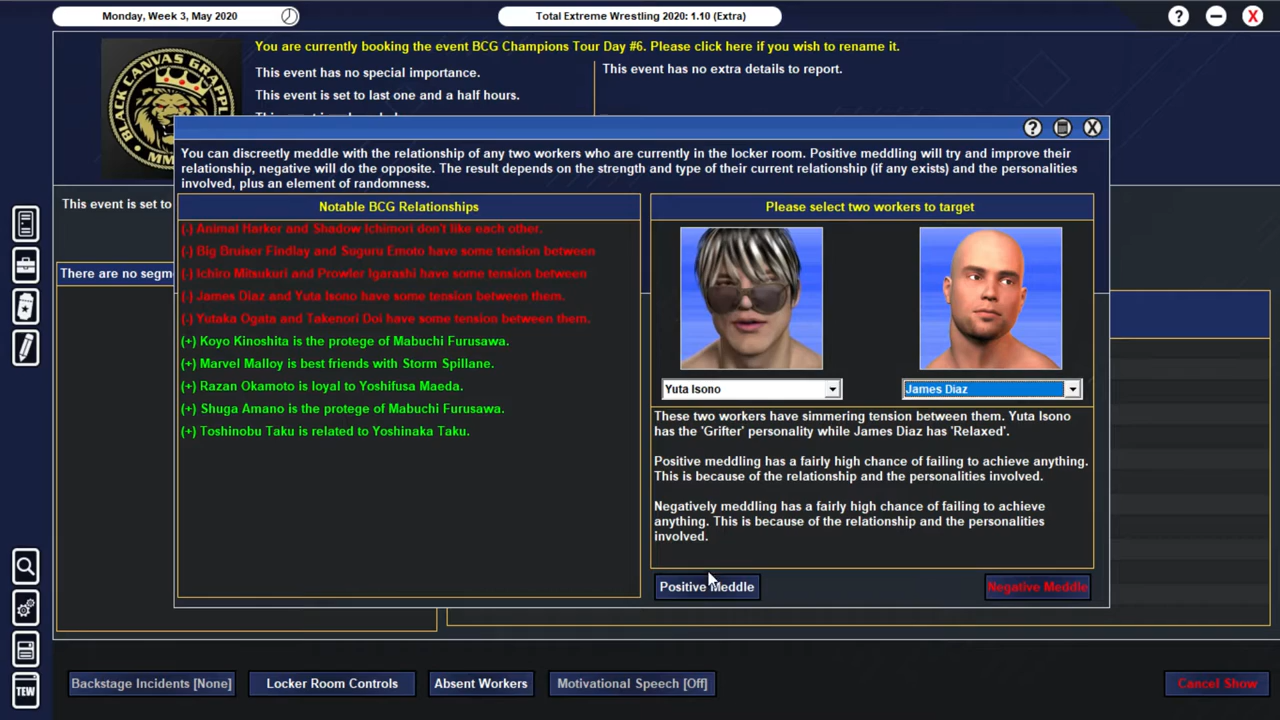 Monday, Week 3, May 2020
Total Extreme Wrestling 2020: 1.10 (Extra)
? X
You are currently booking the event BCG Champions Tour Day #6. Please click here if you wish to rename it.
This event has no special importance.
This event has no extra details to report.
This event is set to last one and a half hours.
BLACK CANVAS GRAPPL
MM
? X
You can discreetly meddle with the relationship of any two workers who are currently in the locker room. Positive meddling will try and improve their
relationship, negative will do the opposite. The result depends on the strength and type of their current relationship (if any exists) and the personalities
involved, plus an element of randomness.
This event is set to
Notable BCG Relationships
Please select two workers to target
(-) Animal Harker and Shadow Ichimori don't like each other.
(-) Big Bruiser Findlay and Suguru Emoto have some tension between
There are no segm
(-) Ichiro Mitsukuri and Prowler Igarashi have some tension between
(-) James Diaz and Yuta Isono have some tension between them.
(-) Yutaka Ogata and Takenori Doi have some tension between them.
(+) Koyo Kinoshita is the protege of Mabuchi Furusawa.
(+) Marvel Malloy is best friends with Storm Spillane.
(+) Razan Okamoto is loyal to Yoshifusa Maeda.
(+) Shuga Amano is the protege of Mabuchi Furusawa.
(+) Toshinobu Taku is related to Yoshinaka Taku.
Yuta Isono
James Diaz
These two workers have simmering tension between them. Yuta Isono
has the 'Grifter' personality while James Diaz has 'Relaxed'.
Positive meddling has a fairly high chance of failing to achieve anything.
This is because of the relationship and the personalities involved.
Negatively meddling has a fairly high chance of failing to achieve
anything. This is because of the relationship and the personalities
involved.
Positive Meddle
Negative Meddle
TEW
Backstage Incidents [None]
Locker Room Controls
Absent Workers
Motivational Speech [Off]
Cancel Show